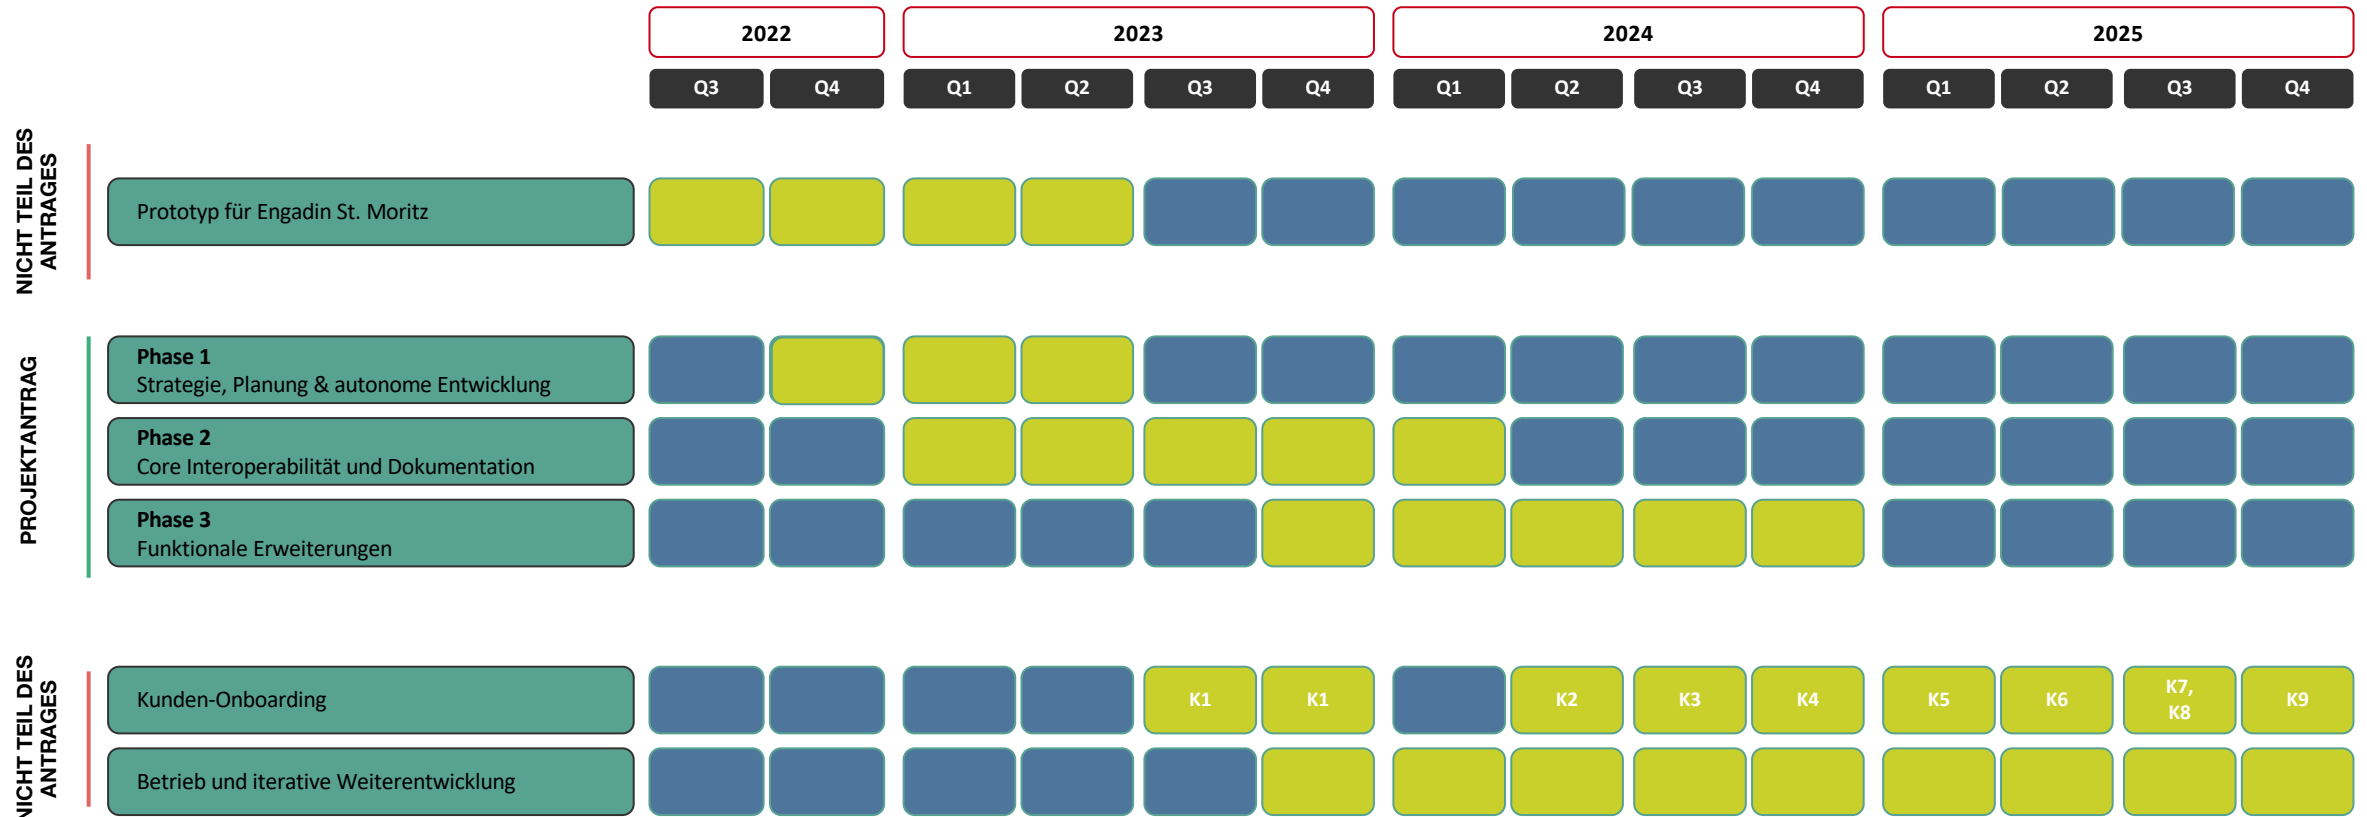 2022
2023
2024
2025
Q3
Q4
Q1
Q2
Q3
Q4
Q1
Q2
Q3
Q4
Q1
Q2
Q3
Q4
NICHT TEIL DES
ANTRAGES
Prototyp für Engadin St. Moritz
PROJEKTANTRAG
Phase 1
Strategie, Planung & autonome Entwicklung
Phase 2
Core Interoperabilität und Dokumentation
Phase 3
Funktionale Erweiterungen
NICHT TEIL DES
ANTRAGES
Kunden-Onboarding
K1
K1
K2
K3
K4
K5
K6
K7,
K8
K9
Betrieb und iterative Weiterentwicklung